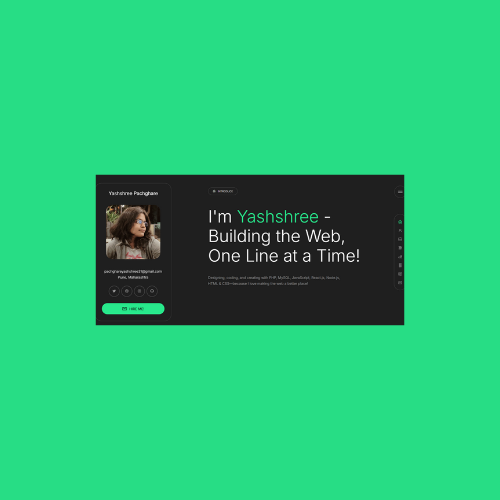 Yashshree Pachghare
pachghareyashshree31@gmail.com
Pune, Maharashtra
HIRE ME!
INTRODUCE
I'm Yashshree -
Building the Web,
One Line at a Time!
Designing, coding, and creating with PHP, MySQL, JavaScript, React.js, Next.js,
HTML & CSS—because I love making the web a better place!